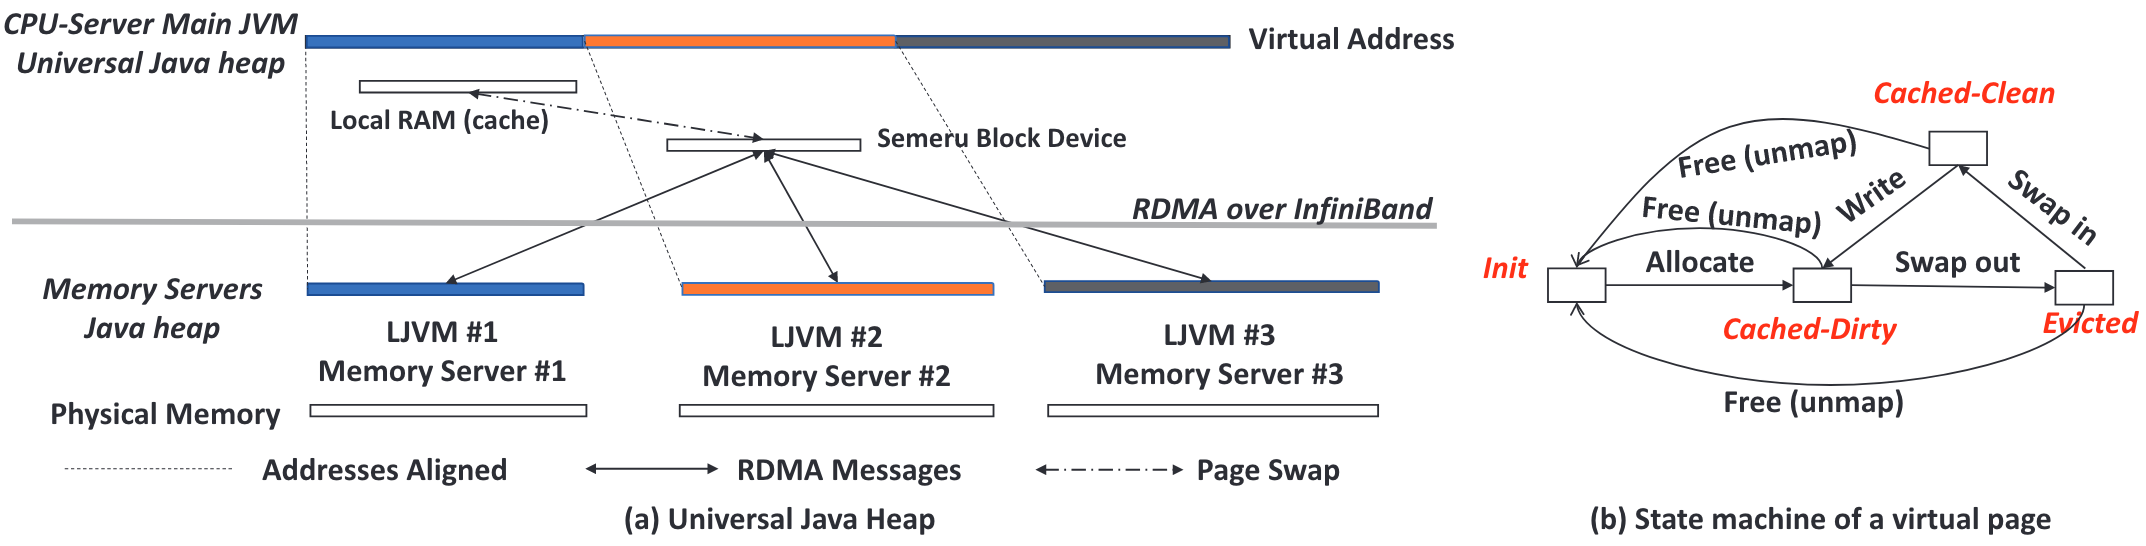 CPU-Server Main JVM
Universal Java heap
Virtual Address
Local RAM (cache)
Semeru Block Device
RDMA over InfiniBand
Memory Servers
Java heap
LJVM #1
Memory Server #1
LJVM #2
Memory Server #2
LJVM #3
Memory Server #3
Physical Memory
Addresses Aligned
RDMA Messages
Page Swap
(a) Universal Java Heap
Cached-Clean
Free (unmap)
Write
Swap in
Free (unmap)
Init
Allocate
Swap out
Cached-Dirty
Evicted
Free (unmap)
(b) State machine of a virtual page